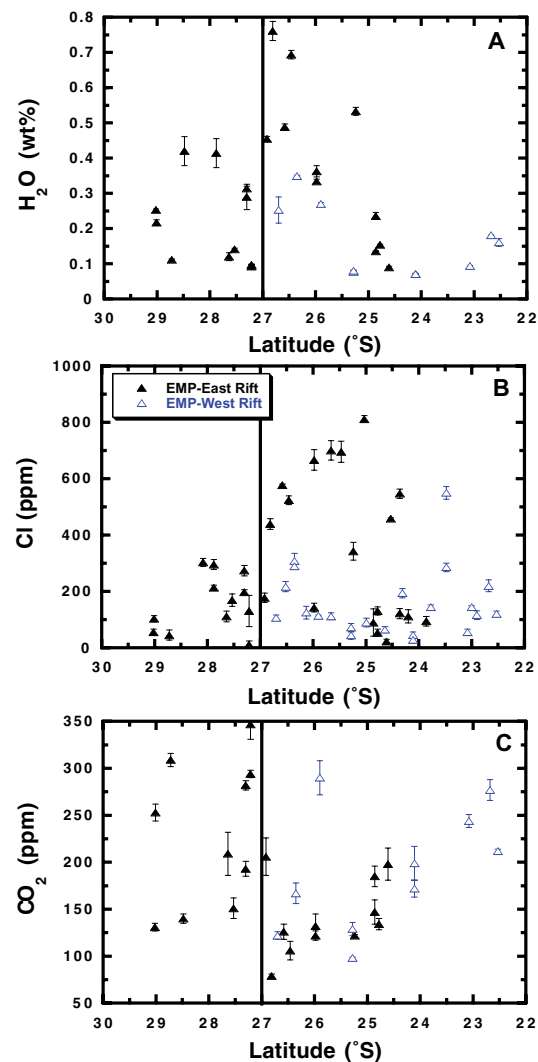 A
H₂O (wt%)
0.8
0.7
0.6
0.5
0.4
0.3
0.2
0.1
0
30 29 28 27 26 25 24 23 22
Latitude (˚S)
B
EMP-East Rift
EMP-West Rift
Cl (ppm)
1000
800
600
400
200
0
30 29 28 27 26 25 24 23 22
Latitude (˚S)
C
CO₂ (ppm)
350
300
250
200
150
100
50
30 29 28 27 26 25 24 23 22
Latitude (˚S)